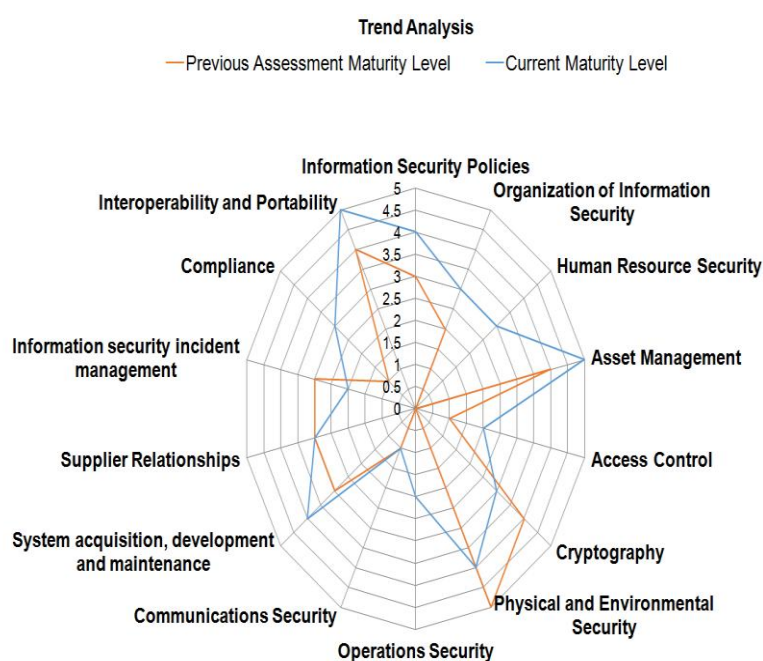 Trend Analysis
Previous Assessment Maturity Level
Current Maturity Level
Information Security Policies
Organization of Information
Security
Human Resource Security
Asset Management
Access Control
Cryptography
Physical and Environmental
Security
Operations Security
Communications Security
System acquisition, development
and maintenance
Supplier Relationships
Information security incident
management
Compliance
Interoperability and Portability
5
4.5
4
3.5
3
2.5
2
1.5
1
0.5
0